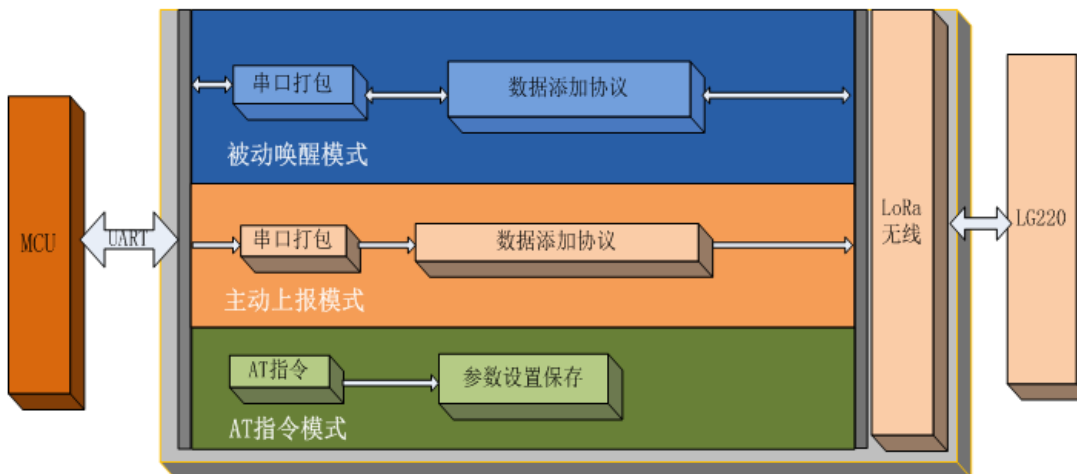 MCU
UART
串口打包
数据添加协议
被动唤醒模式
串口打包
数据添加协议
主动上报模式
AT指令
参数设置保存
AT指令模式
LoRa
无线
LG220